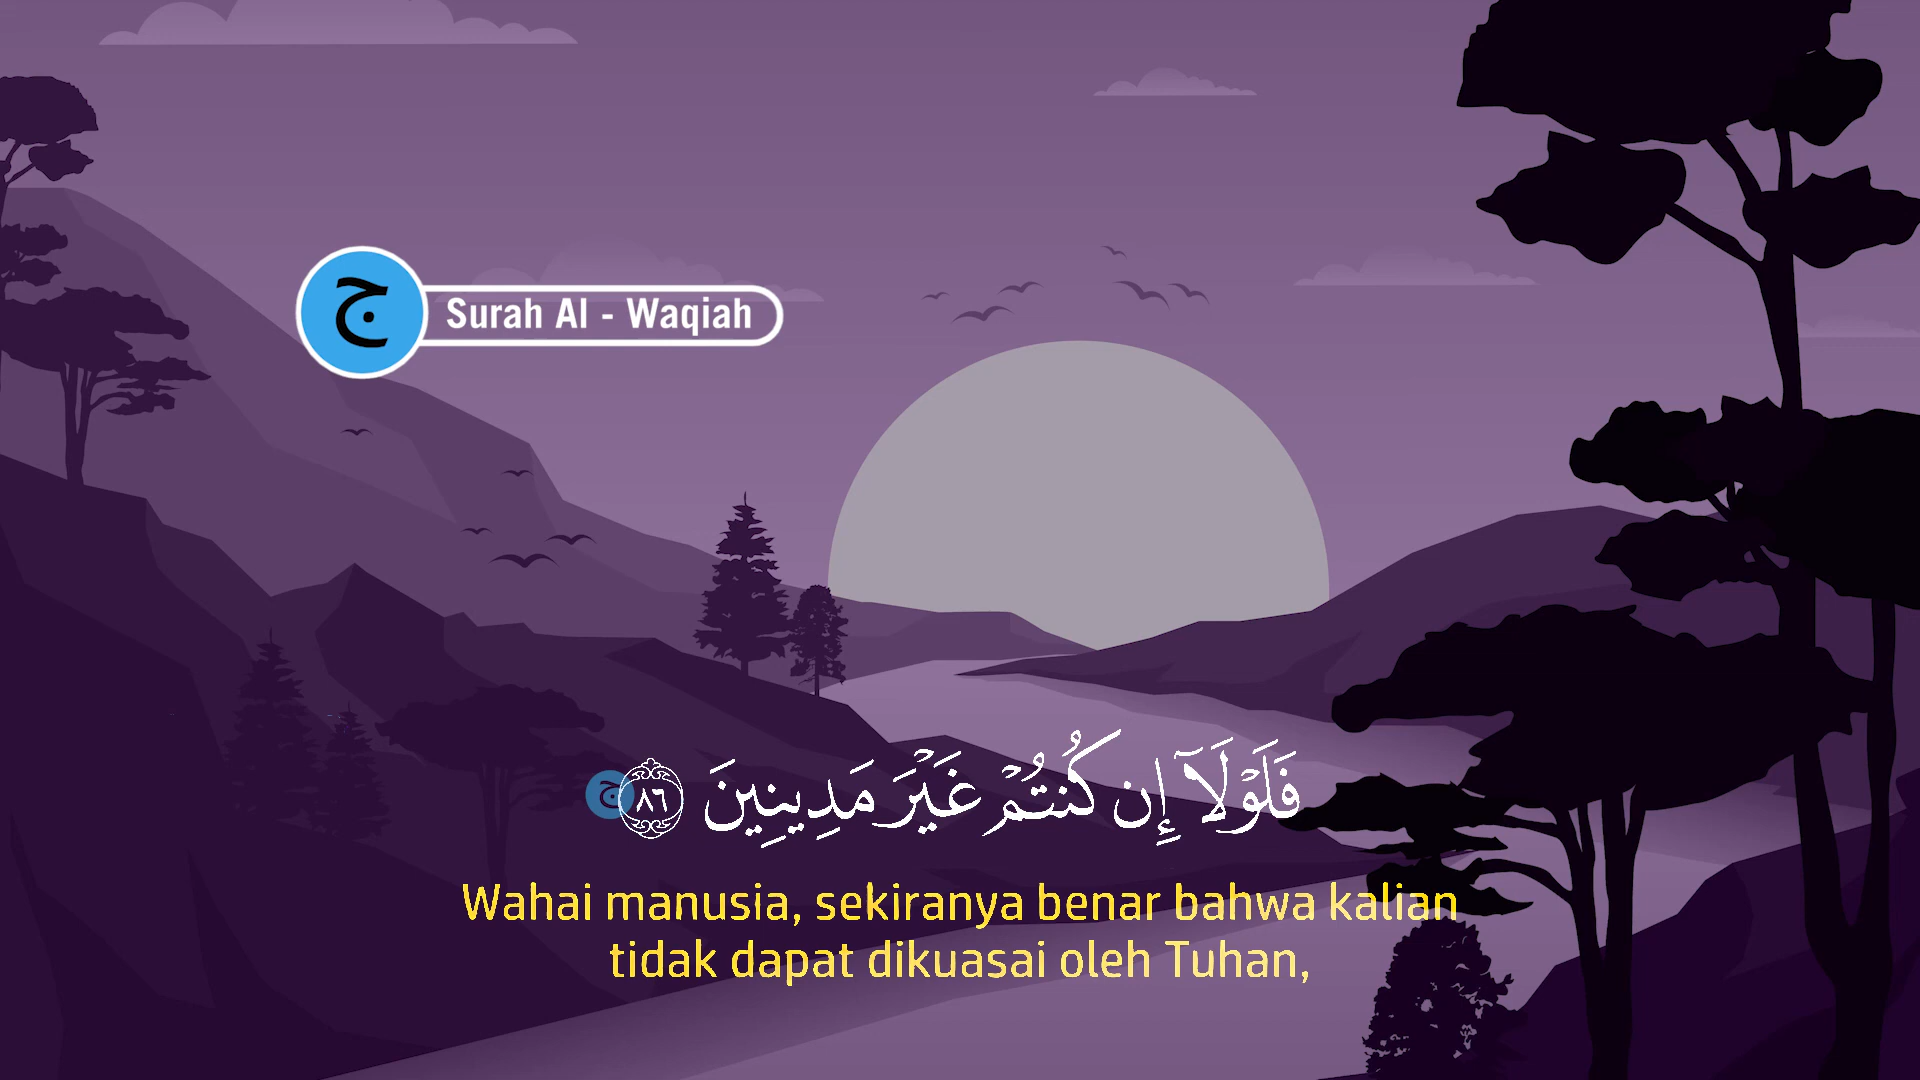 ج
Surah Al - Waqiah
فَلَوْلَآ إِن كُنتُمْ غَيْرَ مَدِينِينَ ٨٦
ج
Wahai manusia, sekiranya benar bahwa kalian
tidak dapat dikuasai oleh Tuhan,